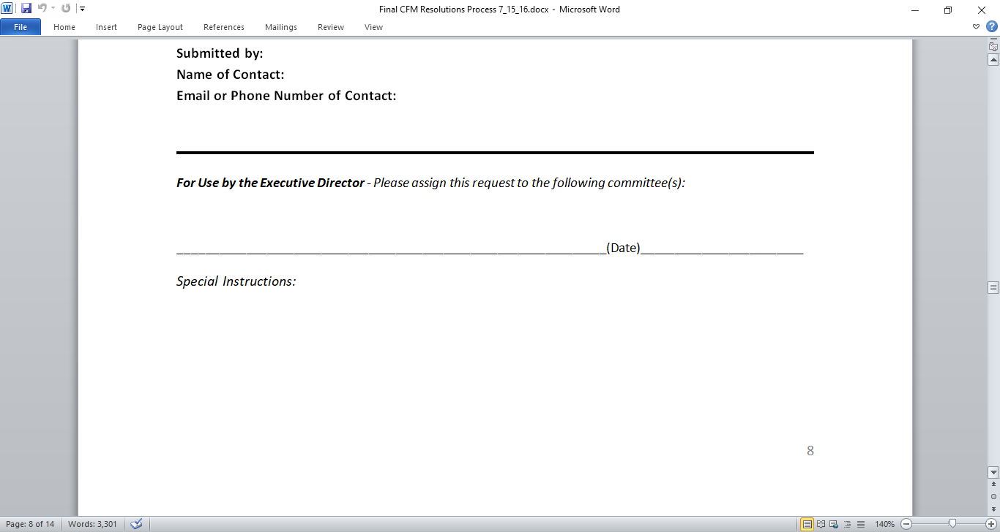 Final CFM Resolutions Process 7_15_16.docx - Microsoft Word
File Home Insert Page Layout References Mailings Review View
Submitted by:
Name of Contact:
Email or Phone Number of Contact:
For Use by the Executive Director - Please assign this request to the following committee(s):
_______________________________________________________________(Date)________________________
Special Instructions:
8
Page: 8 of 14 Words: 3,301 140%